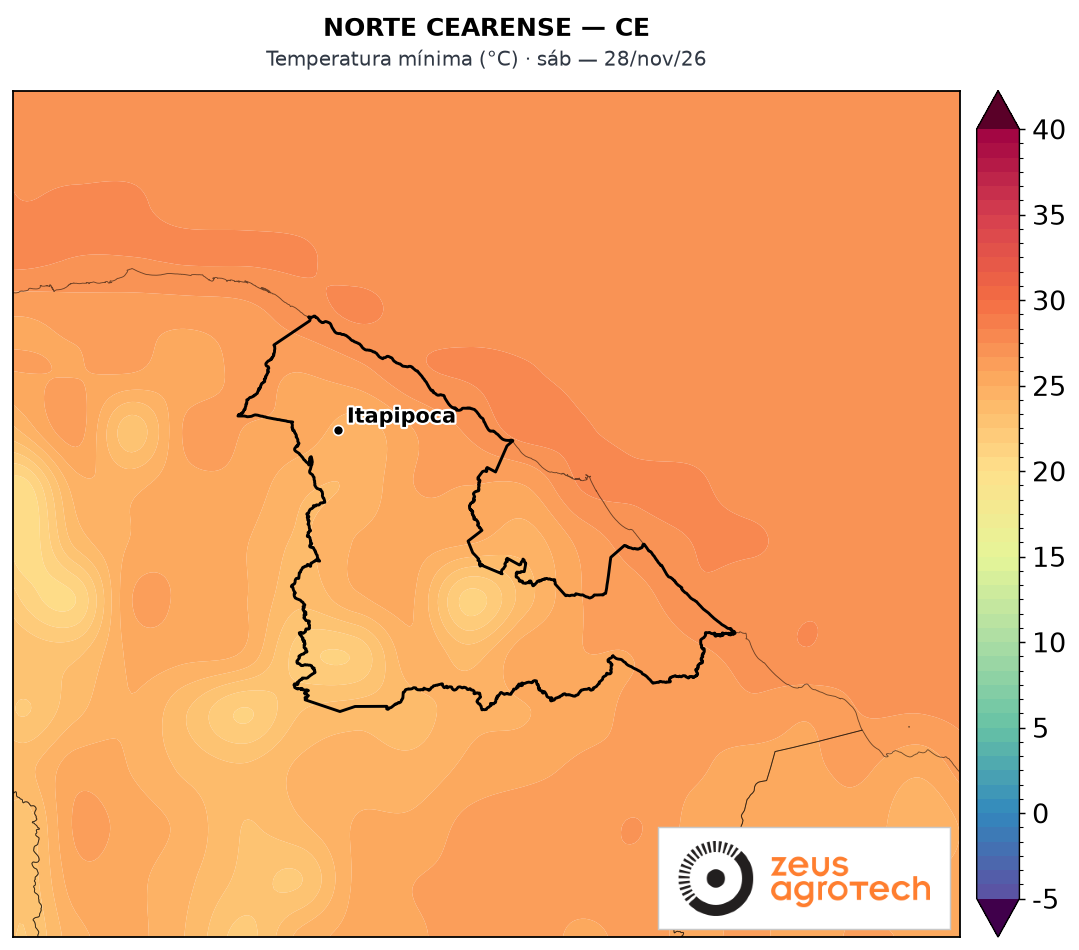 NORTE CEARENSE — CE
Temperatura mínima (°C) · sáb — 28/nov/26
Itapipoca
40
35
30
25
20
15
10
5
0
-5
zeus
agrotech